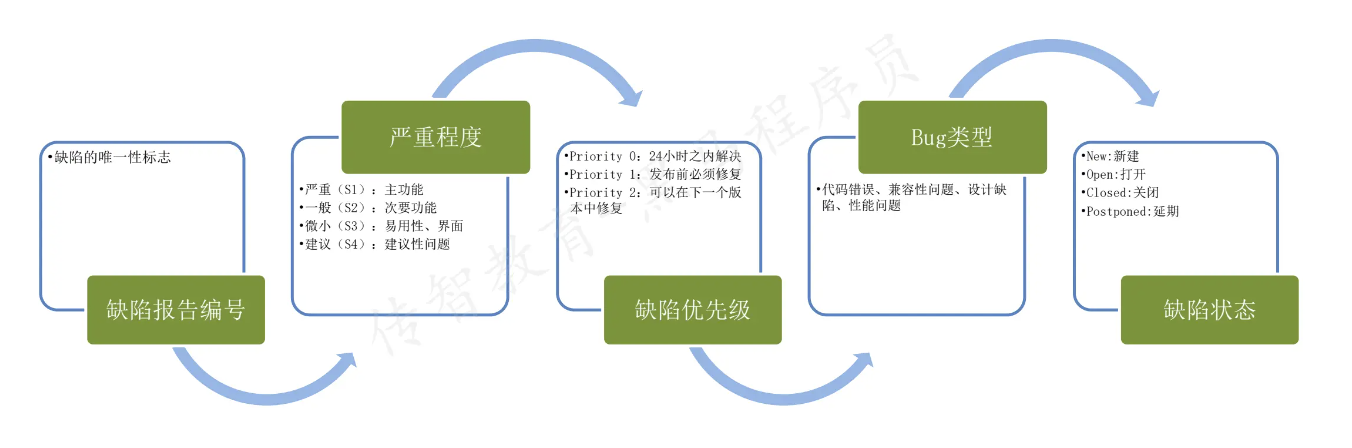 •缺陷的唯一性标志
缺陷报告编号
严重程度
•严重（S1）：主功能
•一般（S2）：次要功能
•微小（S3）：易用性、界面
•建议（S4）：建议性问题
•Priority 0：24小时之内解决
•Priority 1：发布前必须修复
•Priority 2：可以在下一个版
本中修复
缺陷优先级
Bug类型
•代码错误、兼容性问题、设计缺
陷、性能问题
•New:新建
•Open:打开
•Closed:关闭
•Postponed:延期
缺陷状态
传智教育-黑马程序员